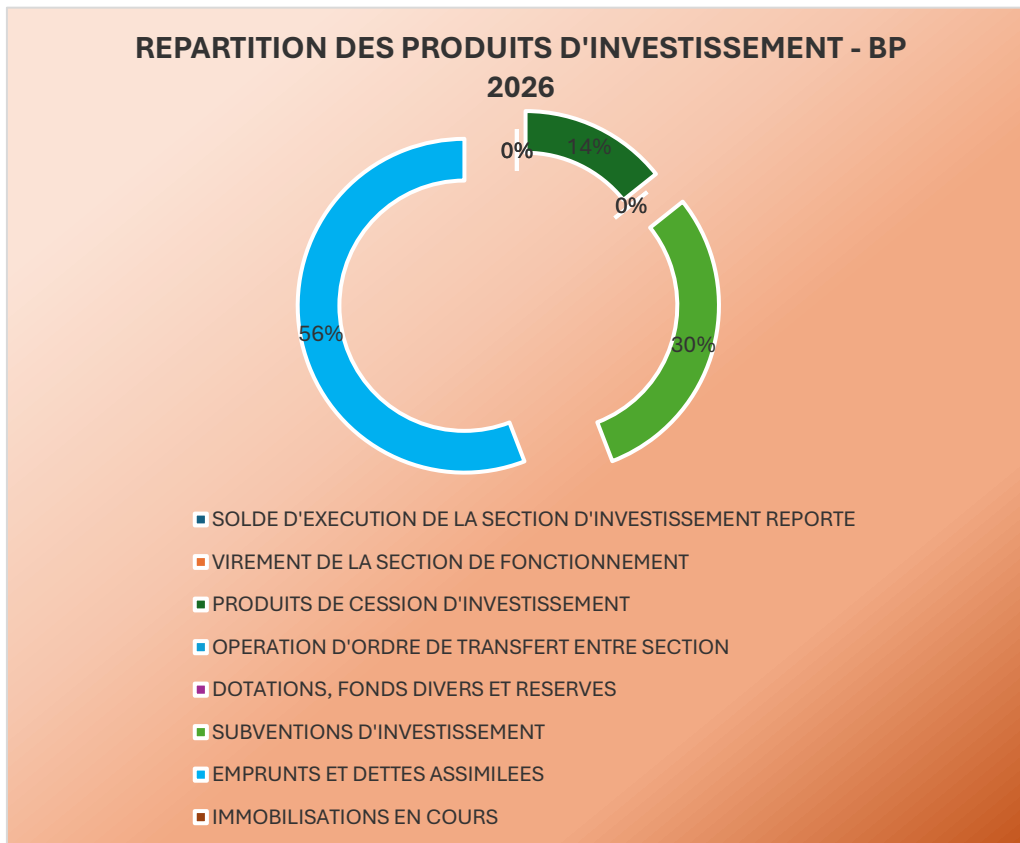 REPARTITION DES PRODUITS D'INVESTISSEMENT - BP
2026
0%
14%
0%
56%
30%
SOLDE D'EXECUTION DE LA SECTION D'INVESTISSEMENT REPORTE
VIREMENT DE LA SECTION DE FONCTIONNEMENT
PRODUITS DE CESSION D'INVESTISSEMENT
OPERATION D'ORDRE DE TRANSFERT ENTRE SECTION
DOTATIONS, FONDS DIVERS ET RESERVES
SUBVENTIONS D'INVESTISSEMENT
EMPRUNTS ET DETTES ASSIMILEES
IMMOBILISATIONS EN COURS